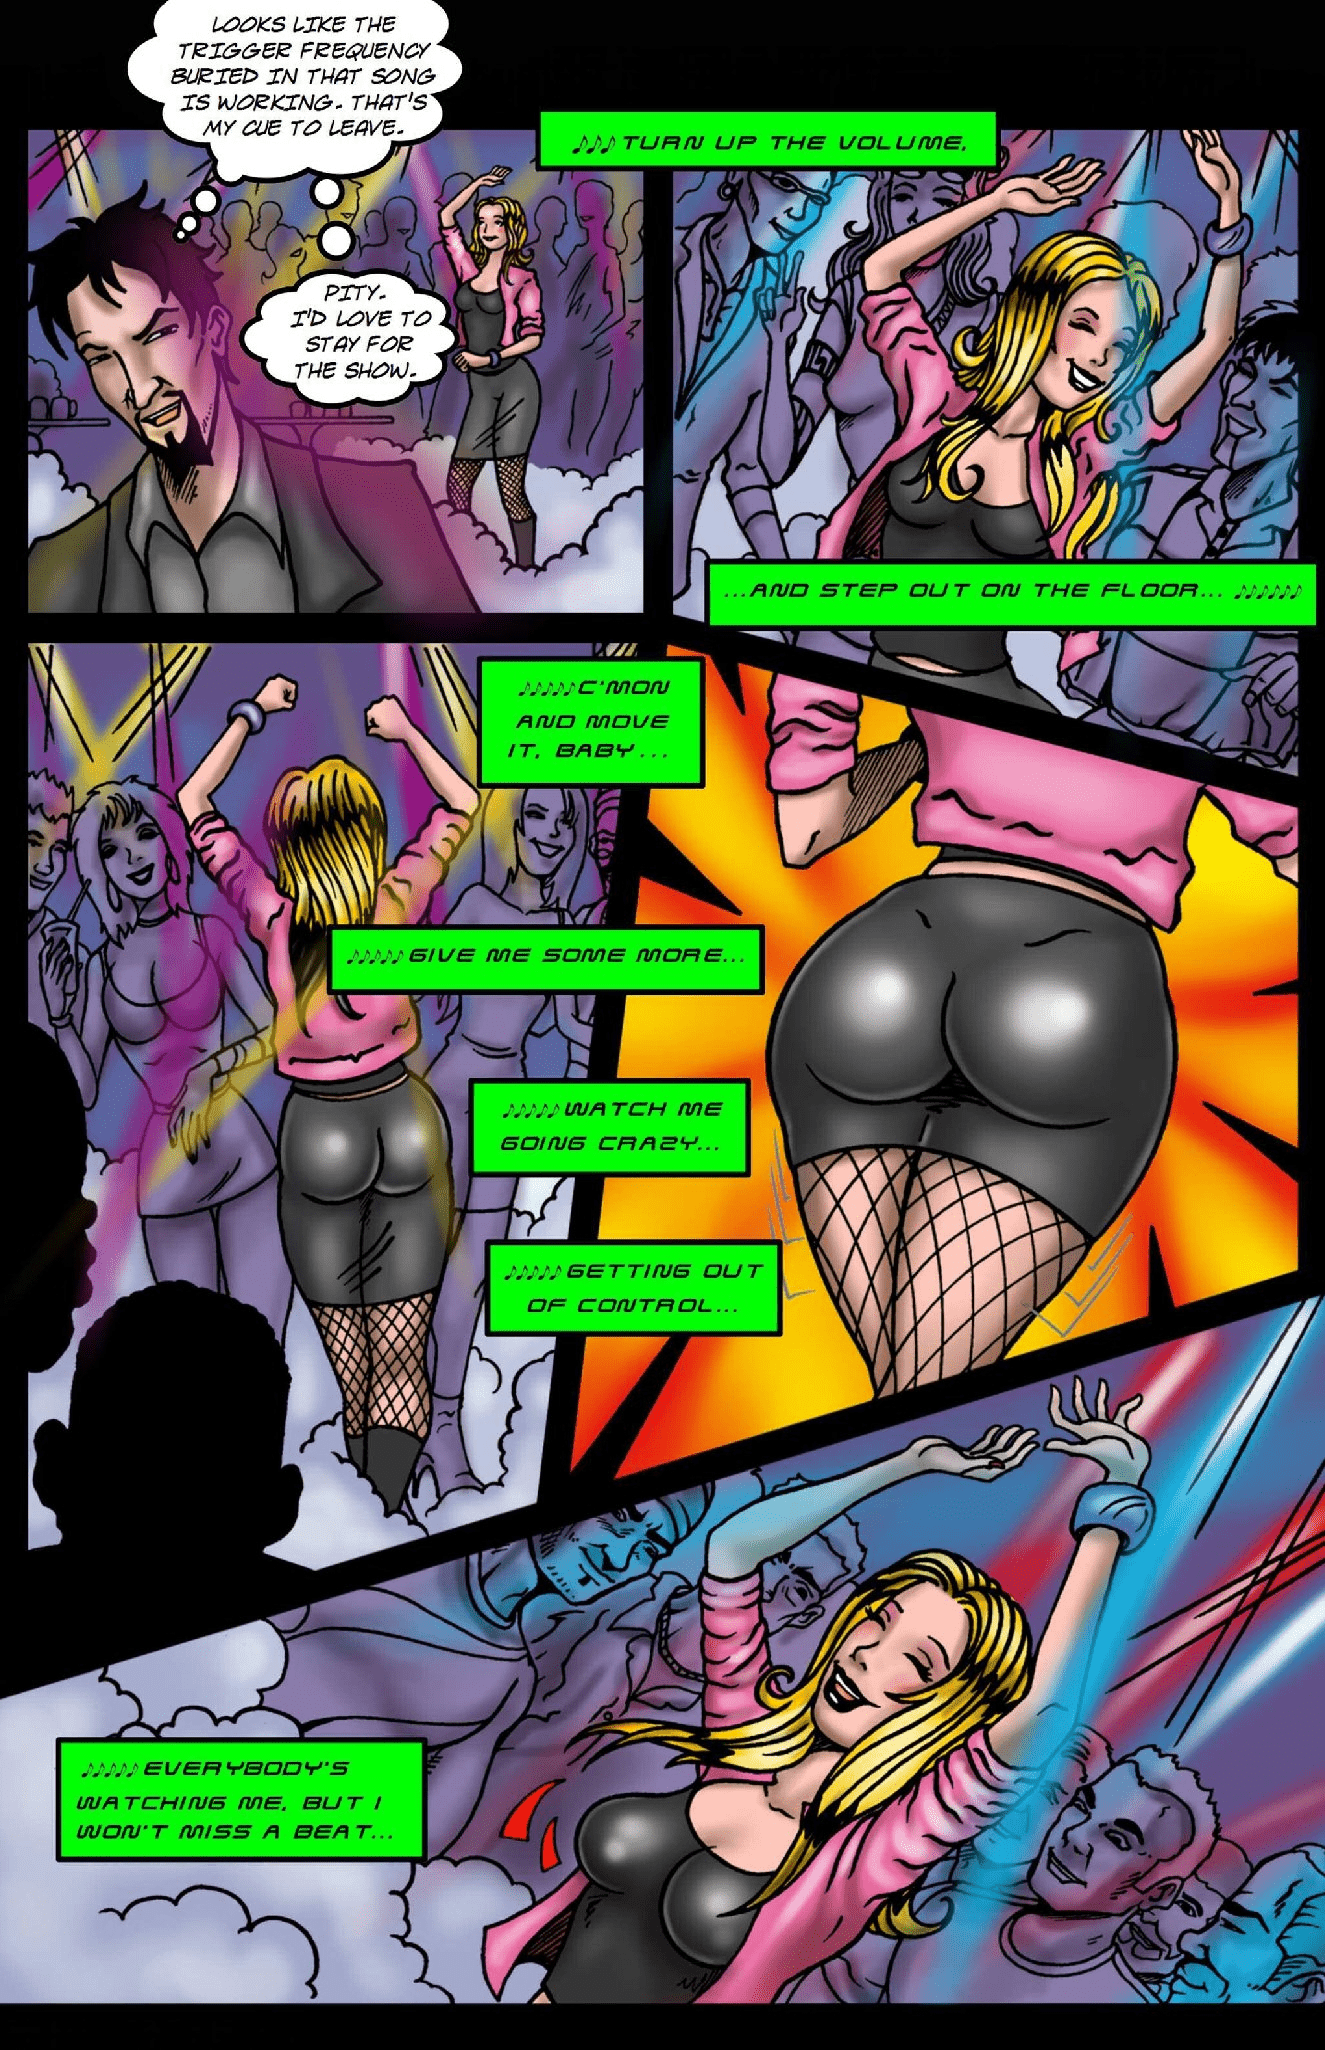 LOOKS LIKE THE
TRIGGER FREQUENCY
BURIED IN THAT SONG
IS WORKING. THAT'S
MY CUE TO LEAVE.
PITY.
I'D LOVE TO
STAY FOR
THE SHOW.
♪♪♪ TURN UP THE VOLUME,
...AND STEP OUT ON THE FLOOR... ♪♪♪♪♪♪
♪♪♪♪♪ C'MON
AND MOVE
IT, BABY...
♪♪♪♪♪ GIVE ME SOME MORE...
♪♪♪♪♪ WATCH ME
GOING CRAZY...
♪♪♪♪♪ GETTING OUT
OF CONTROL...
♪♪♪♪♪ EVERYBODY'S
WATCHING ME, BUT I
WON'T MISS A BEAT...